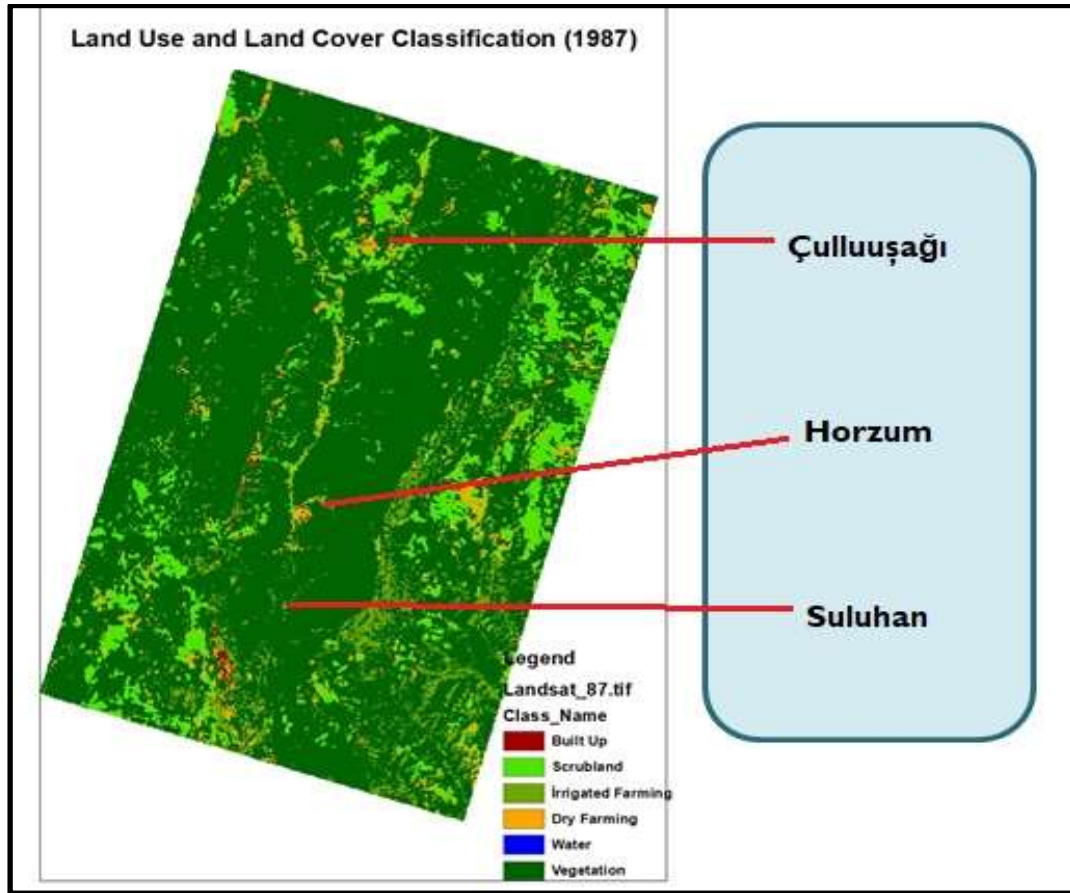 Land Use and Land Cover Classification (1987)
Çulluuşağı
Horzum
Suluhan
Legend
Landsat_87.tif
Class_Name
Built Up
Scrubland
İrrigated Farming
Dry Farming
Water
Vegetation